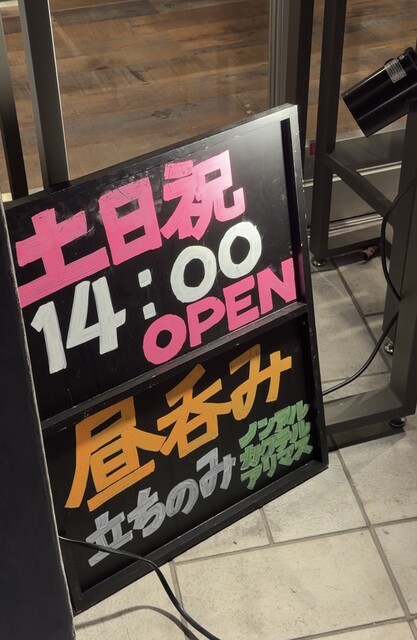 土日祝
14:00
OPEN
昼呑み
立ちのみ
ノンアル
カクテル
アリマス